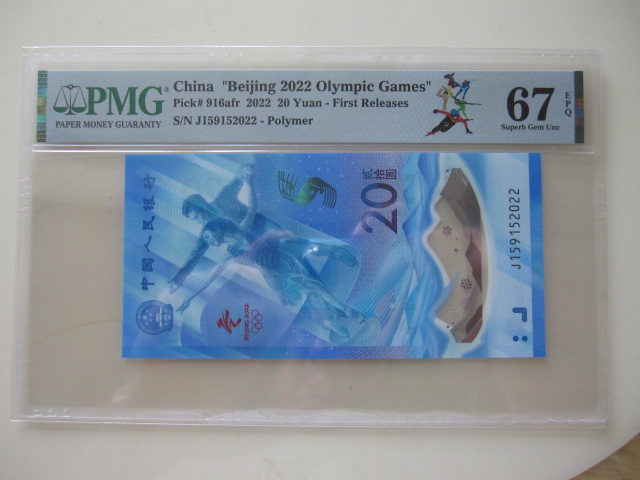 PMG®
PAPER MONEY GUARANTY
China "Beijing 2022 Olympic Games"
Pick# 916afr 2022 20 Yuan - First Releases
S/N J159152022 - Polymer
67
EPQ
Superb Gem Unc
中國人民银行
20
贰拾圆
J159152022
BEIJING 2022